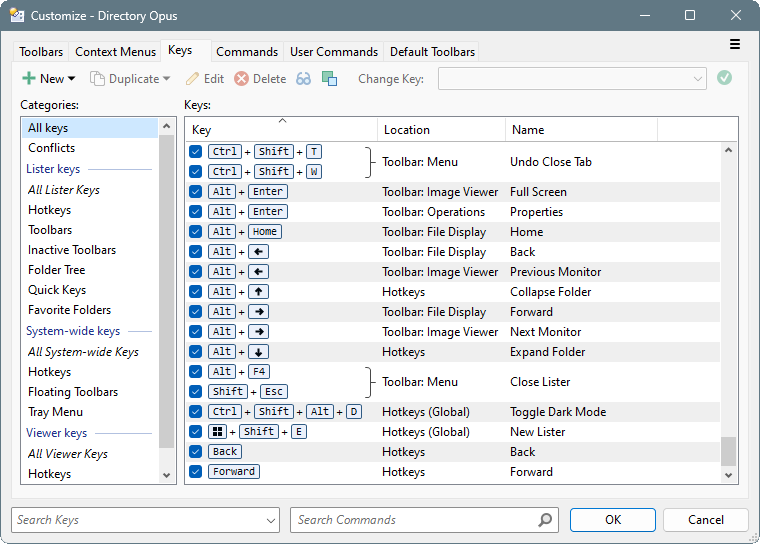 Customize - Directory Opus
Toolbars Context Menus Keys Commands User Commands Default Toolbars
New Duplicate Edit Delete Change Key:
Categories:
All keys
Conflicts
Lister keys
All Lister Keys
Hotkeys
Toolbars
Inactive Toolbars
Folder Tree
Quick Keys
Favorite Folders
System-wide keys
All System-wide Keys
Hotkeys
Floating Toolbars
Tray Menu
Viewer keys
All Viewer Keys
Hotkeys
Keys:
Key Location Name
Ctrl + Shift + T
Toolbar: Menu Undo Close Tab
Ctrl + Shift + W
Alt + Enter Toolbar: Image Viewer Full Screen
Alt + Enter Toolbar: Operations Properties
Alt + Home Toolbar: File Display Home
Alt + ← Toolbar: File Display Back
Alt + ← Toolbar: Image Viewer Previous Monitor
Alt + ↑ Hotkeys Collapse Folder
Alt + → Toolbar: File Display Forward
Alt + → Toolbar: Image Viewer Next Monitor
Alt + ↓ Hotkeys Expand Folder
Alt + F4
Toolbar: Menu Close Lister
Shift + Esc
Ctrl + Shift + Alt + D Hotkeys (Global) Toggle Dark Mode
+ Shift + E Hotkeys (Global) New Lister
Back Hotkeys Back
Forward Hotkeys Forward
Search Keys Search Commands OK Cancel